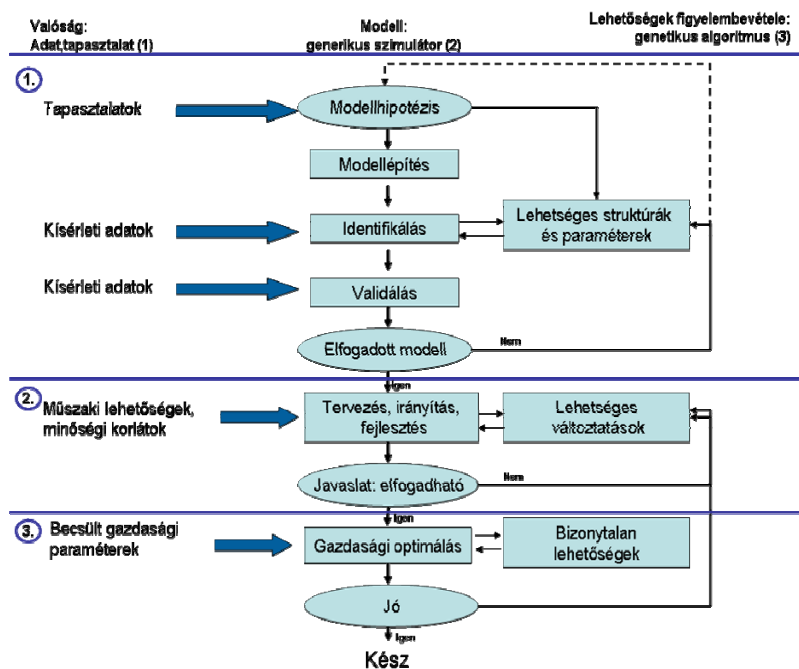 Valóság:
Adat,tapasztalat (1)
Modell:
generikus szimulátor (2)
Lehetőségek figyelembevétele:
genetikus algoritmus (3)
1.
Tapasztalatok
Modellhipotézis
Modellépítés
Kísérleti adatok
Identifikálás
Lehetséges struktúrák
és paraméterek
Kísérleti adatok
Validálás
Elfogadott modell
Nem
Igen
2.
Műszaki lehetőségek,
minőségi korlátok
Tervezés, irányítás,
fejlesztés
Lehetséges
változtatások
Javaslat: elfogadható
Nem
Igen
3.
Becsült gazdasági
paraméterek
Gazdasági optimálás
Bizonytalan
lehetőségek
Jó
Igen
Kész